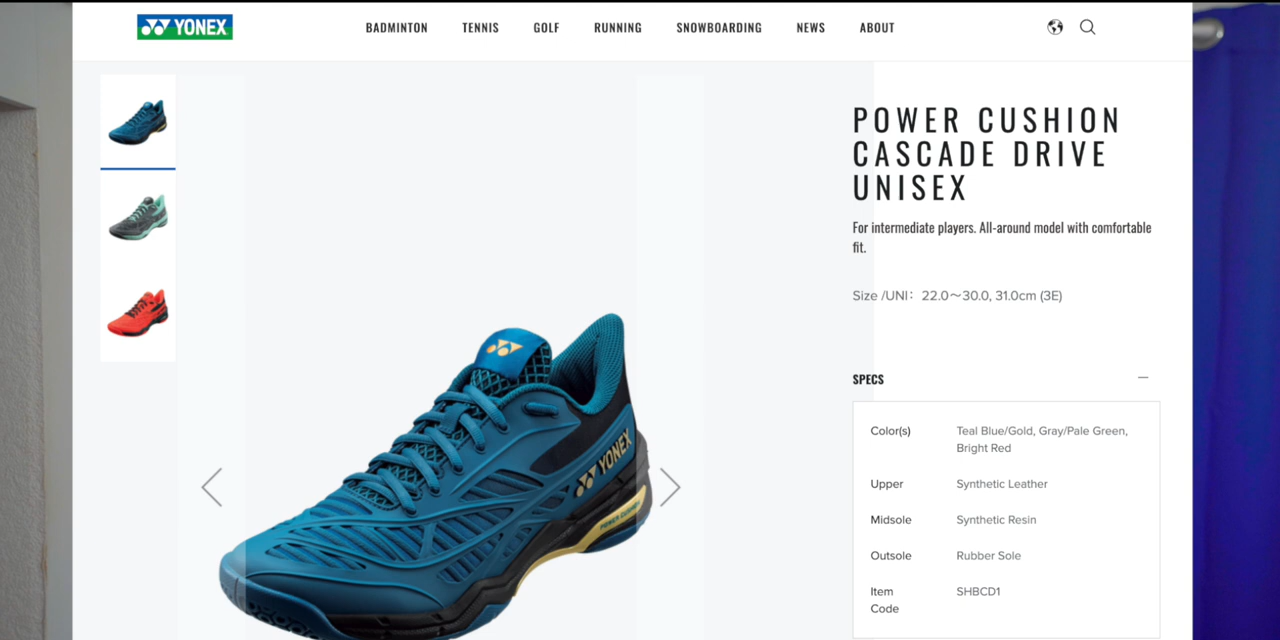 YONEX
BADMINTON TENNIS GOLF RUNNING SNOWBOARDING NEWS ABOUT
POWER CUSHION
CASCADE DRIVE
UNISEX
For intermediate players. All-around model with comfortable
fit.
Size /UNI: 22.0～30.0, 31.0cm (3E)
SPECS
Color(s) Teal Blue/Gold, Gray/Pale Green,
Bright Red
Upper Synthetic Leather
Midsole Synthetic Resin
Outsole Rubber Sole
Item
Code
SHBCD1
YONEX
POWER CUSHION